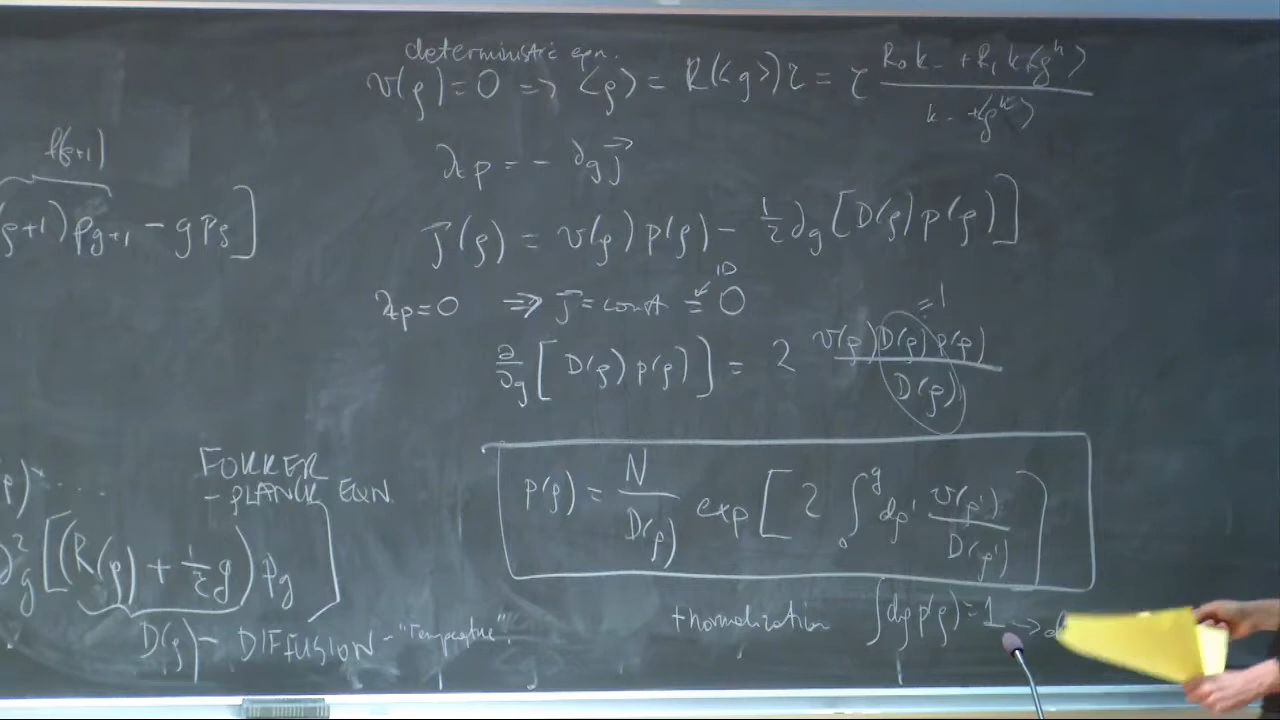 deterministic eqn.
v(g) = 0 => <g> = R(<g>)τ = τ (R₀k₋ + R₁k₊<gʰ>) / (k₋ + <gʰ>)
f(g+1)
(g+1)p_{g+1} − g p_g]
∂ₜp = − ∂_g j⃗
J(g) = v(g)p(g) − ½ ∂_g [D(g)p(g)]
∂ₜp = 0 ⇒ J = const = 0
1D
= 1
∂/∂g [D(g)p(g)] = 2 v(g)D(g)p(g) / D(g)
FOKKER
– PLANCK EQN
∂_g² [(R(g) + ½ g) p_g]
p(g) = N/D(g) exp[2 ∫₀^g dg' v(g')/D(g')]
D(g) – DIFFUSION – "Temperature"
+ normalization ∫dg p(g) = 1 →